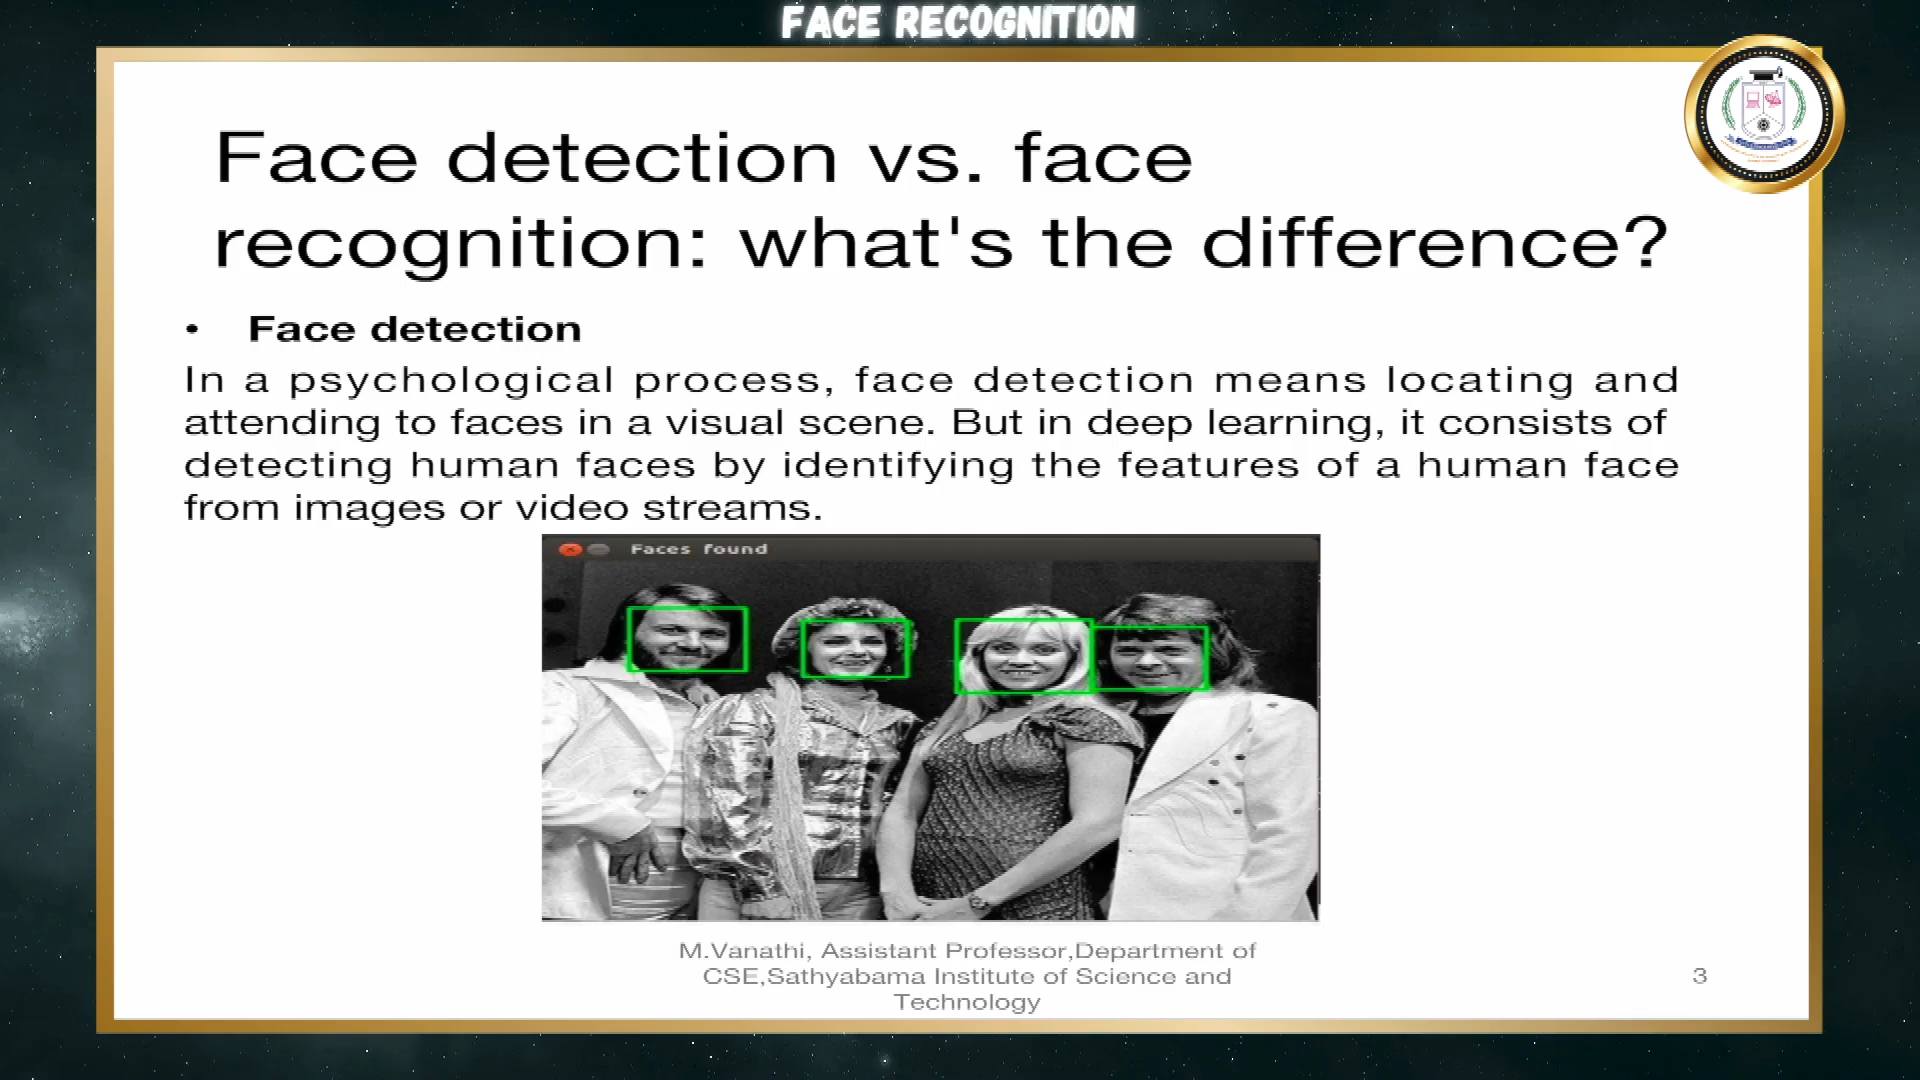 FACE RECOGNITION
Face detection vs. face
recognition: what's the difference?
• Face detection
In a psychological process, face detection means locating and
attending to faces in a visual scene. But in deep learning, it consists of
detecting human faces by identifying the features of a human face
from images or video streams.
Faces found
M.Vanathi, Assistant Professor,Department of
CSE,Sathyabama Institute of Science and
Technology
3